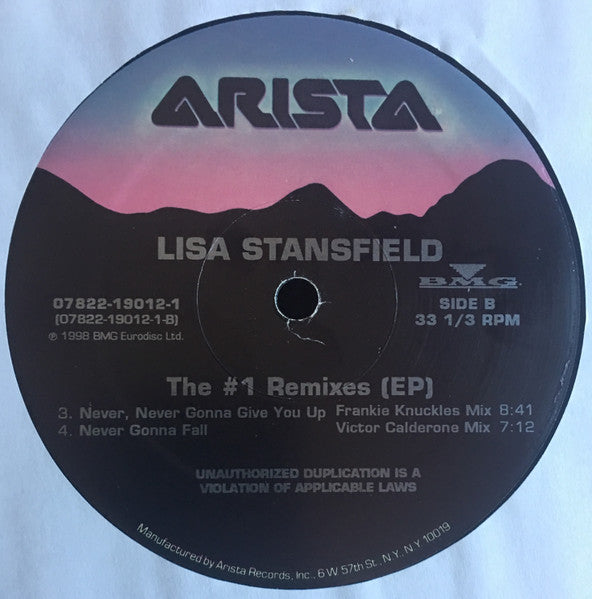 ARISTA
LISA STANSFIELD
BMG
07822-19012-1
(07822-19012-1-B)
℗ 1998 BMG Eurodisc Ltd.
SIDE B
33 1/3 RPM
The #1 Remixes (EP)
3. Never, Never Gonna Give You Up Frankie Knuckles Mix 8:41
4. Never Gonna Fall Victor Calderone Mix 7:12
UNAUTHORIZED DUPLICATION IS A
VIOLATION OF APPLICABLE LAWS
Manufactured by Arista Records, Inc., 6 W. 57th St., N.Y., N.Y. 10019